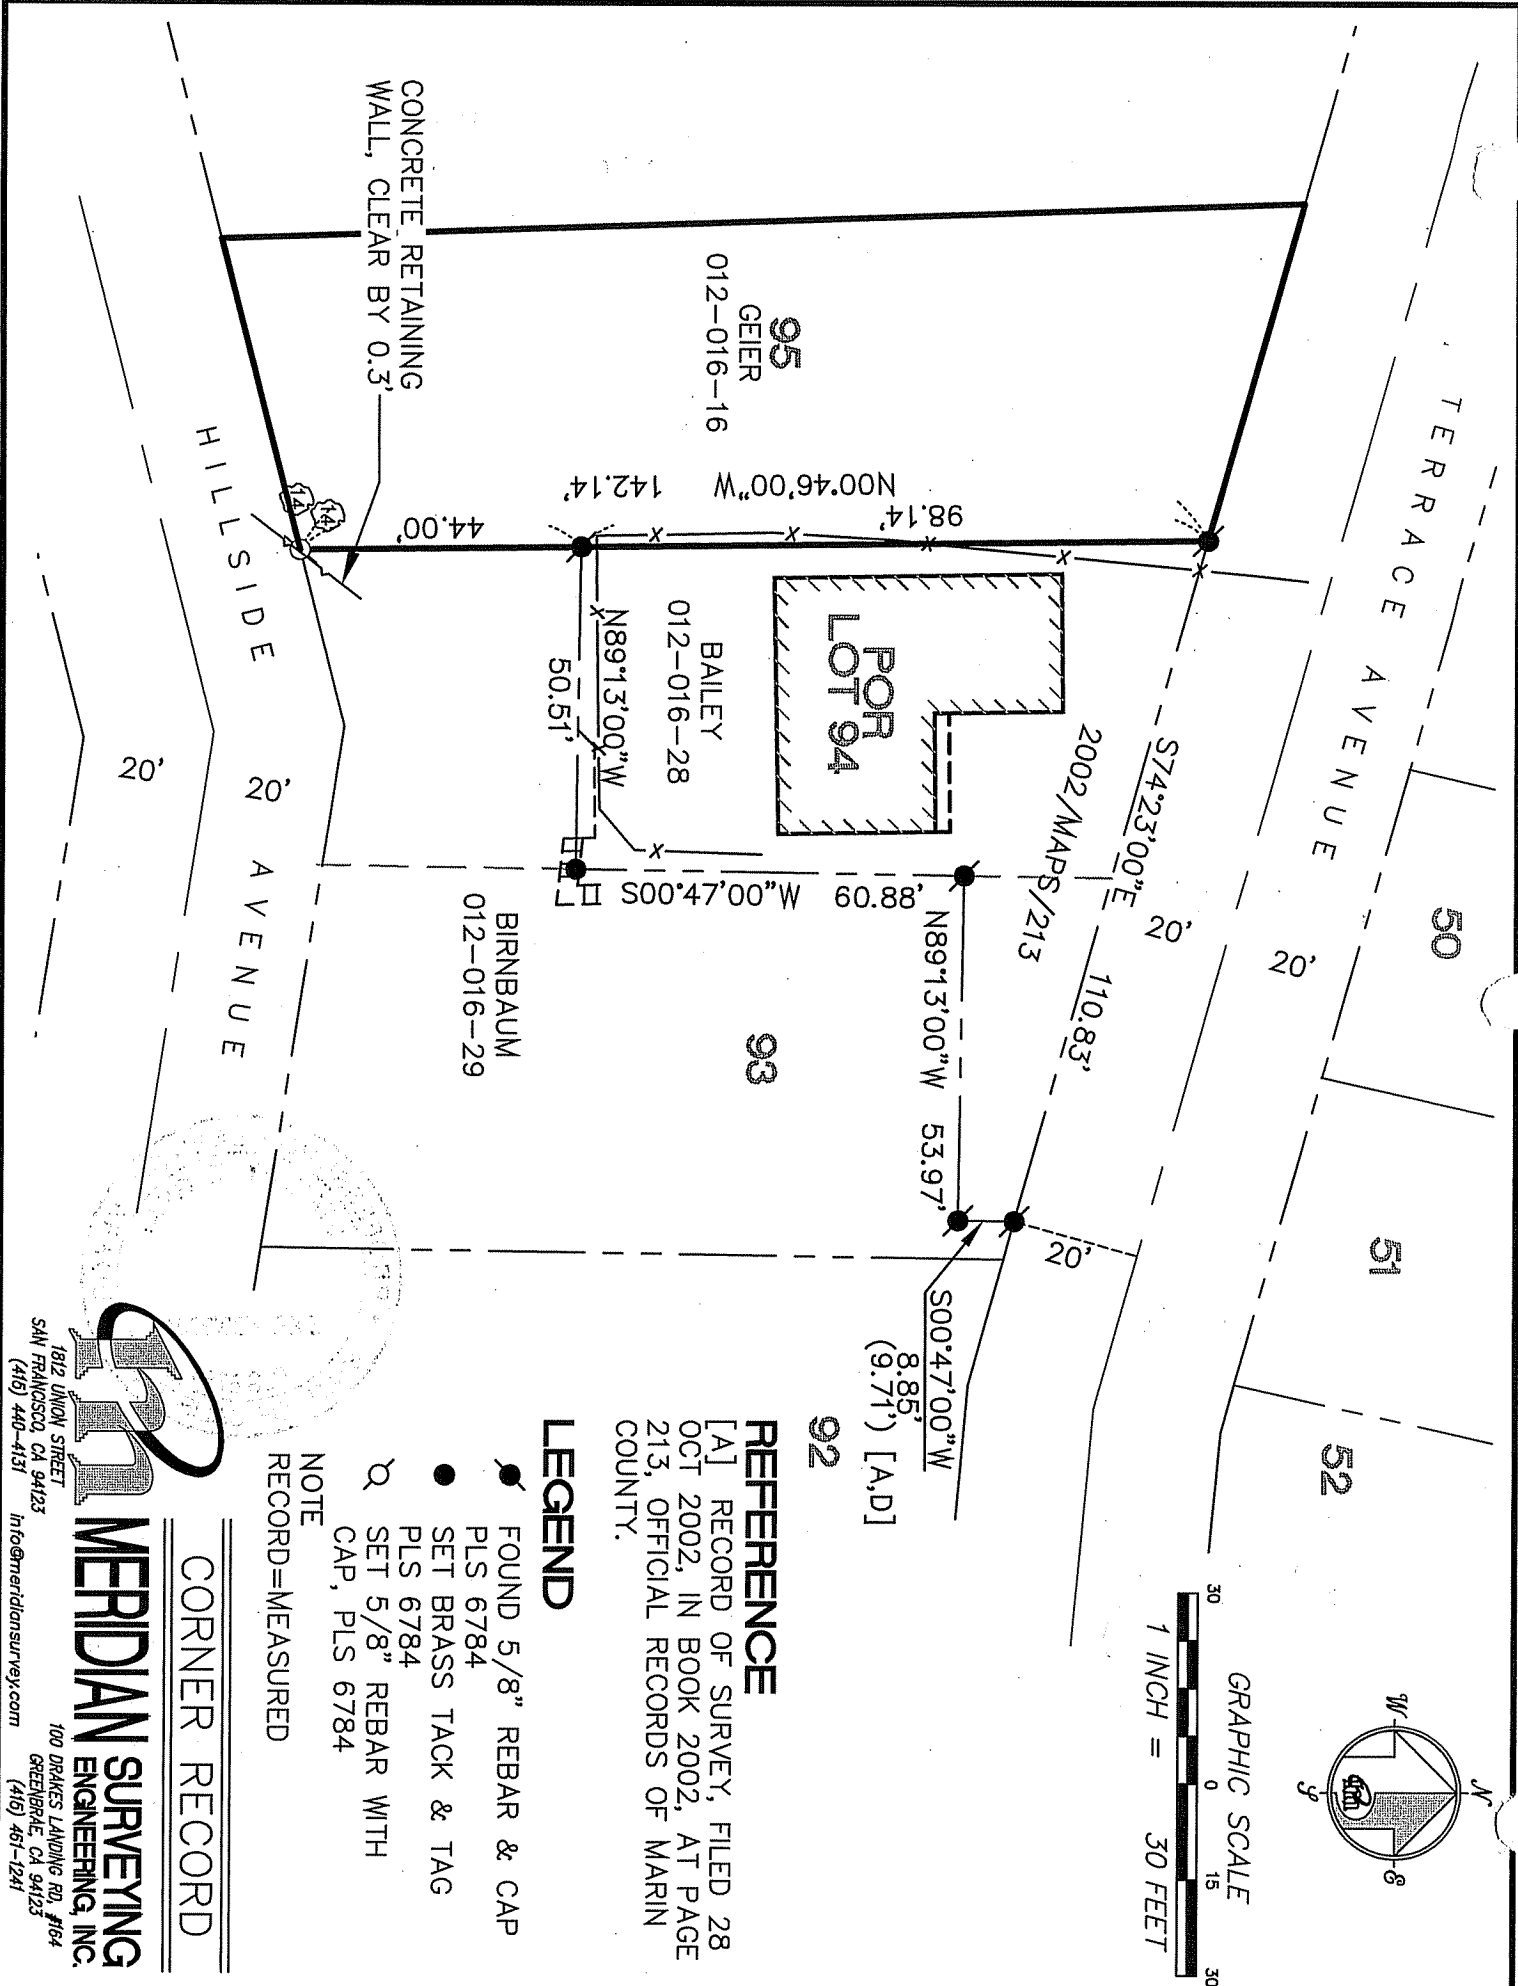 TERRACE AVENUE
50
51
52
20'
20'
20'
S74°23'00"E
110.83'
2002/MAPS/213
95
GEIER
012-016-16
N00°46'00"W
142.14'
98.14'
44.00'
CONCRETE RETAINING
WALL, CLEAR BY 0.3'
14
14
POR
LOT 94
BAILEY
012-016-28
N89°13'00"W
50.51'
S00°47'00"W 60.88'
N89°13'00"W 53.97'
S00°47'00"W
8.85'
(9.71') [A,D]
93
92
BIRNBAUM
012-016-29
HILLSIDE AVENUE
20'
20'
N
W
E
S
GRAPHIC SCALE
30 0 15 30
1 INCH = 30 FEET
REFERENCE
[A] RECORD OF SURVEY, FILED 28
OCT 2002, IN BOOK 2002, AT PAGE
213, OFFICIAL RECORDS OF MARIN
COUNTY.
LEGEND
FOUND 5/8" REBAR & CAP
PLS 6784
SET BRASS TACK & TAG
PLS 6784
SET 5/8" REBAR WITH
CAP, PLS 6784
NOTE
RECORD=MEASURED
CORNER RECORD
MERIDIAN SURVEYING
ENGINEERING, INC.
1812 UNION STREET
SAN FRANCISCO, CA 94123
(415) 440-4131 info@meridiansurvey.com
100 DRAKES LANDING RD, #164
GREENBRAE, CA 94123
(415) 461-1241